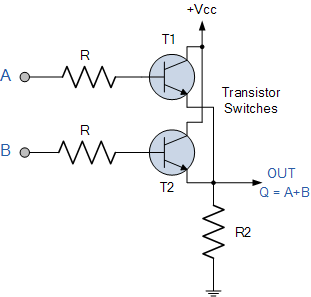 +Vcc
T1
A
R
Transistor
Switches
B
R
T2
OUT
Q = A+B
R2